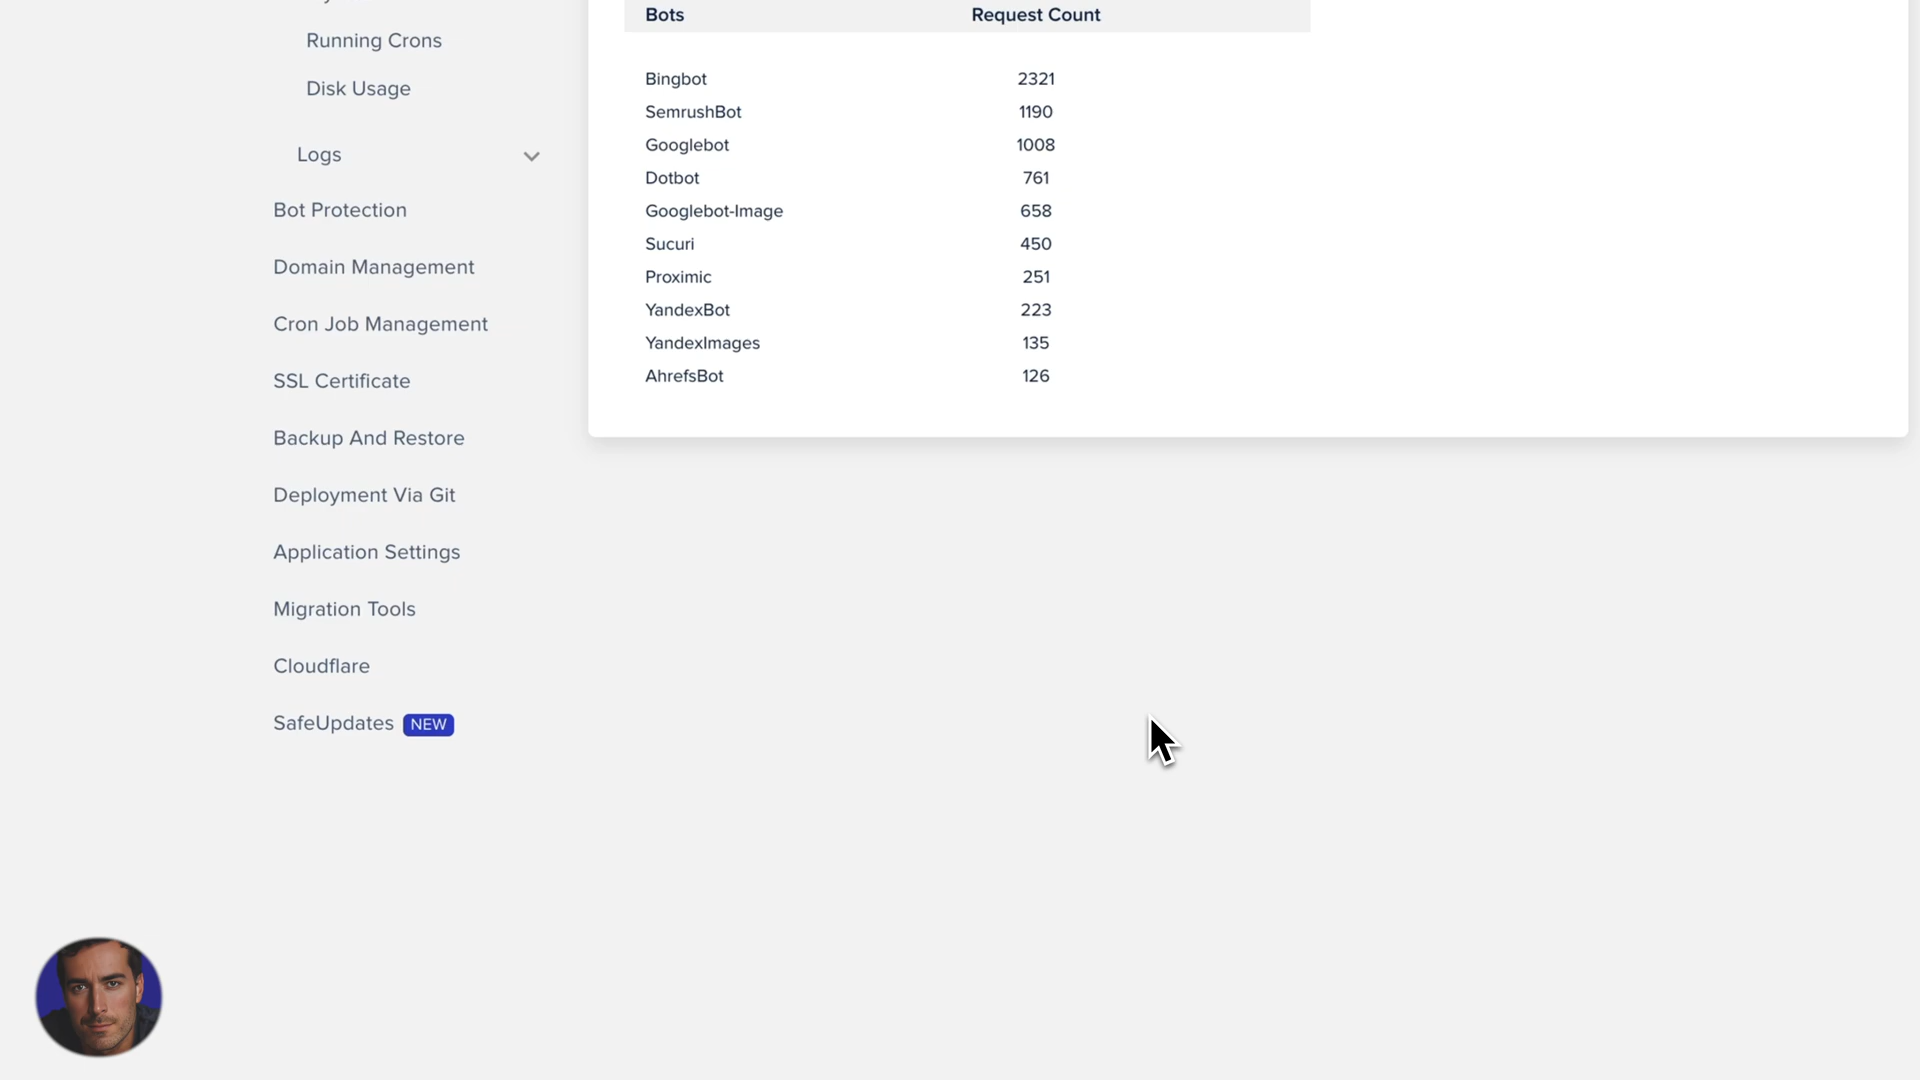 Running Crons
Disk Usage
Logs
Bot Protection
Domain Management
Cron Job Management
SSL Certificate
Backup And Restore
Deployment Via Git
Application Settings
Migration Tools
Cloudflare
SafeUpdates NEW
Bots Request Count
Bingbot 2321
SemrushBot 1190
Googlebot 1008
Dotbot 761
Googlebot-Image 658
Sucuri 450
Proximic 251
YandexBot 223
YandexImages 135
AhrefsBot 126